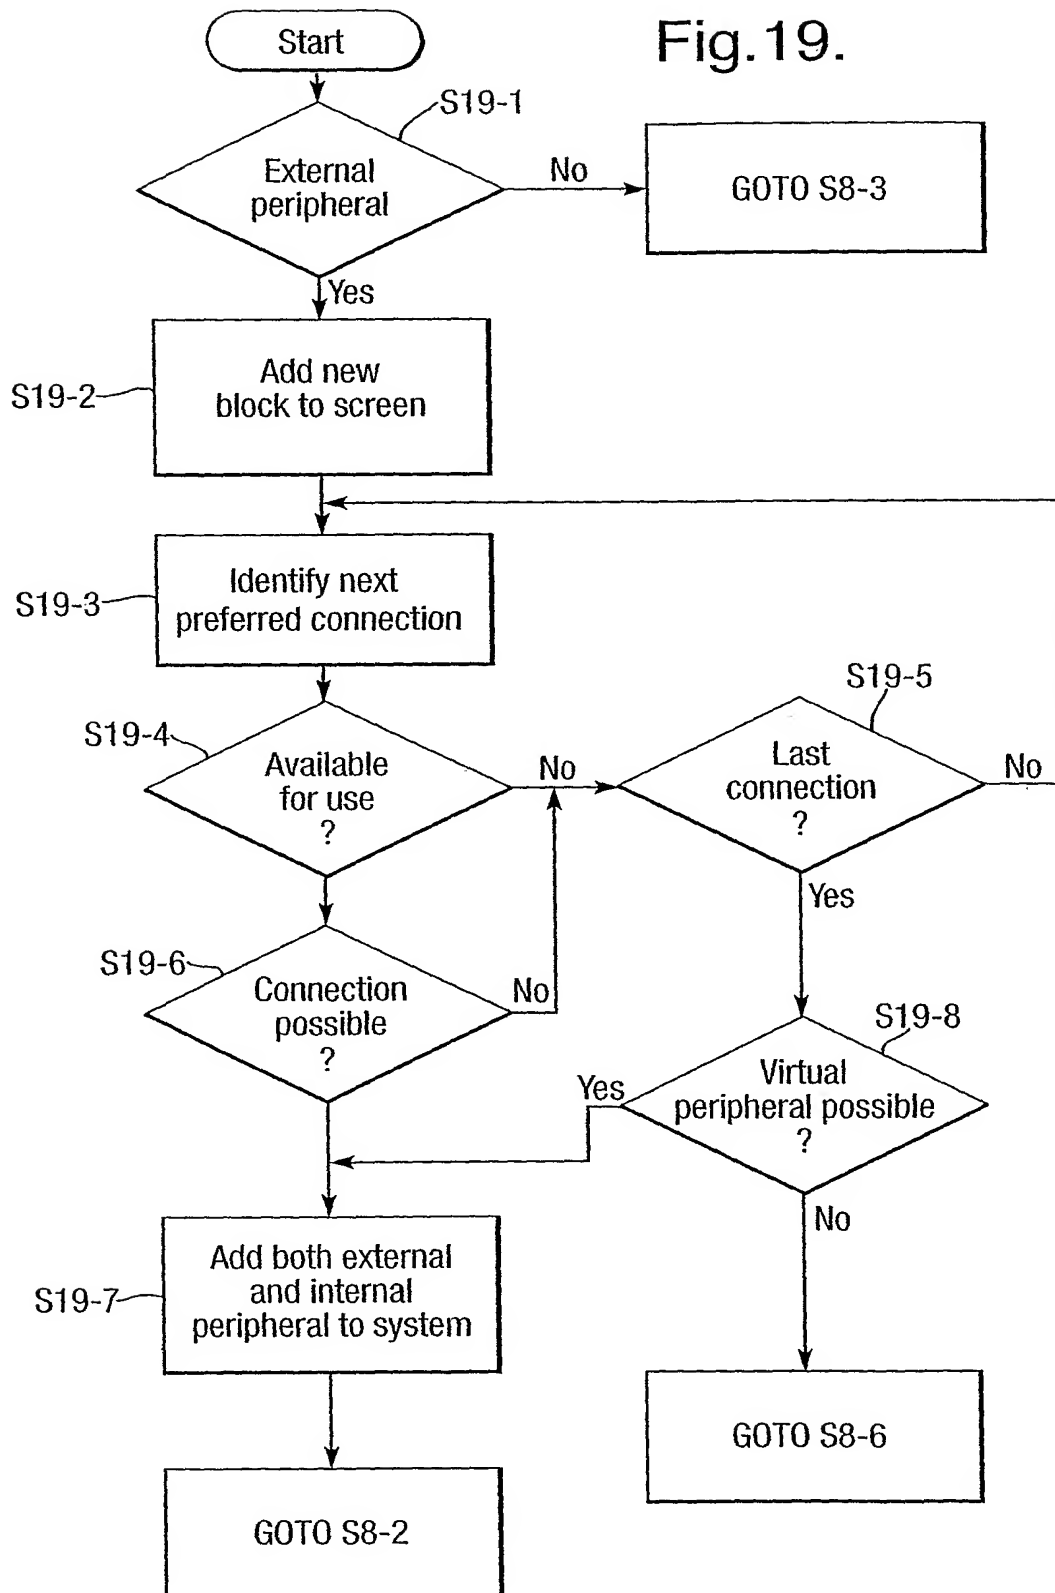 Fig.19.
Start
S19-1
External
peripheral
No
GOTO S8-3
Yes
S19-2
Add new
block to screen
S19-3
Identify next
preferred connection
S19-4
Available
for use
?
No
S19-5
Last
connection
?
No
Yes
S19-6
Connection
possible
?
No
S19-8
Virtual
peripheral possible
?
Yes
No
S19-7
Add both external
and internal
peripheral to system
GOTO S8-6
GOTO S8-2